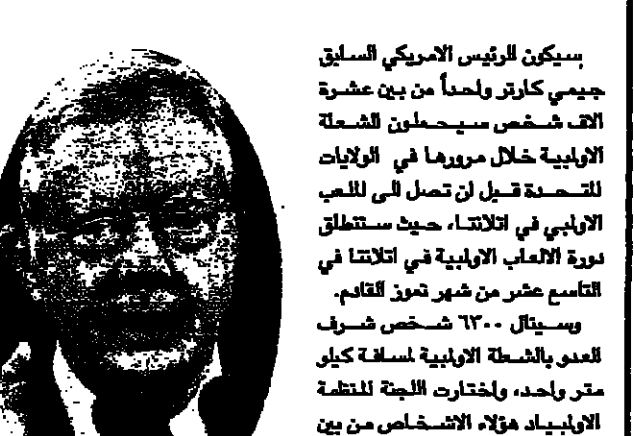 سيكون الرئيس الامريكي السابق
جيمي كارتر واحداً من بين عشرة
الاف شخص سيحملون الشعلة
الاولمبية خلال مرورها في الولايات
المتحدة قبل ان تصل الى الملعب
الاولمبي في اتلانتا، حيث ستنطلق
دورة الالعاب الاولمبية في اتلانتا في
التاسع عشر من شهر تموز القادم.
وسينال ٦٣٠٠ شخص شرف
العدو بالشعلة الاولمبية لمسافة كيلو
متر واحد، واختارت اللجنة المنظمة
الاولمبياد هؤلاء الاشخاص من بين